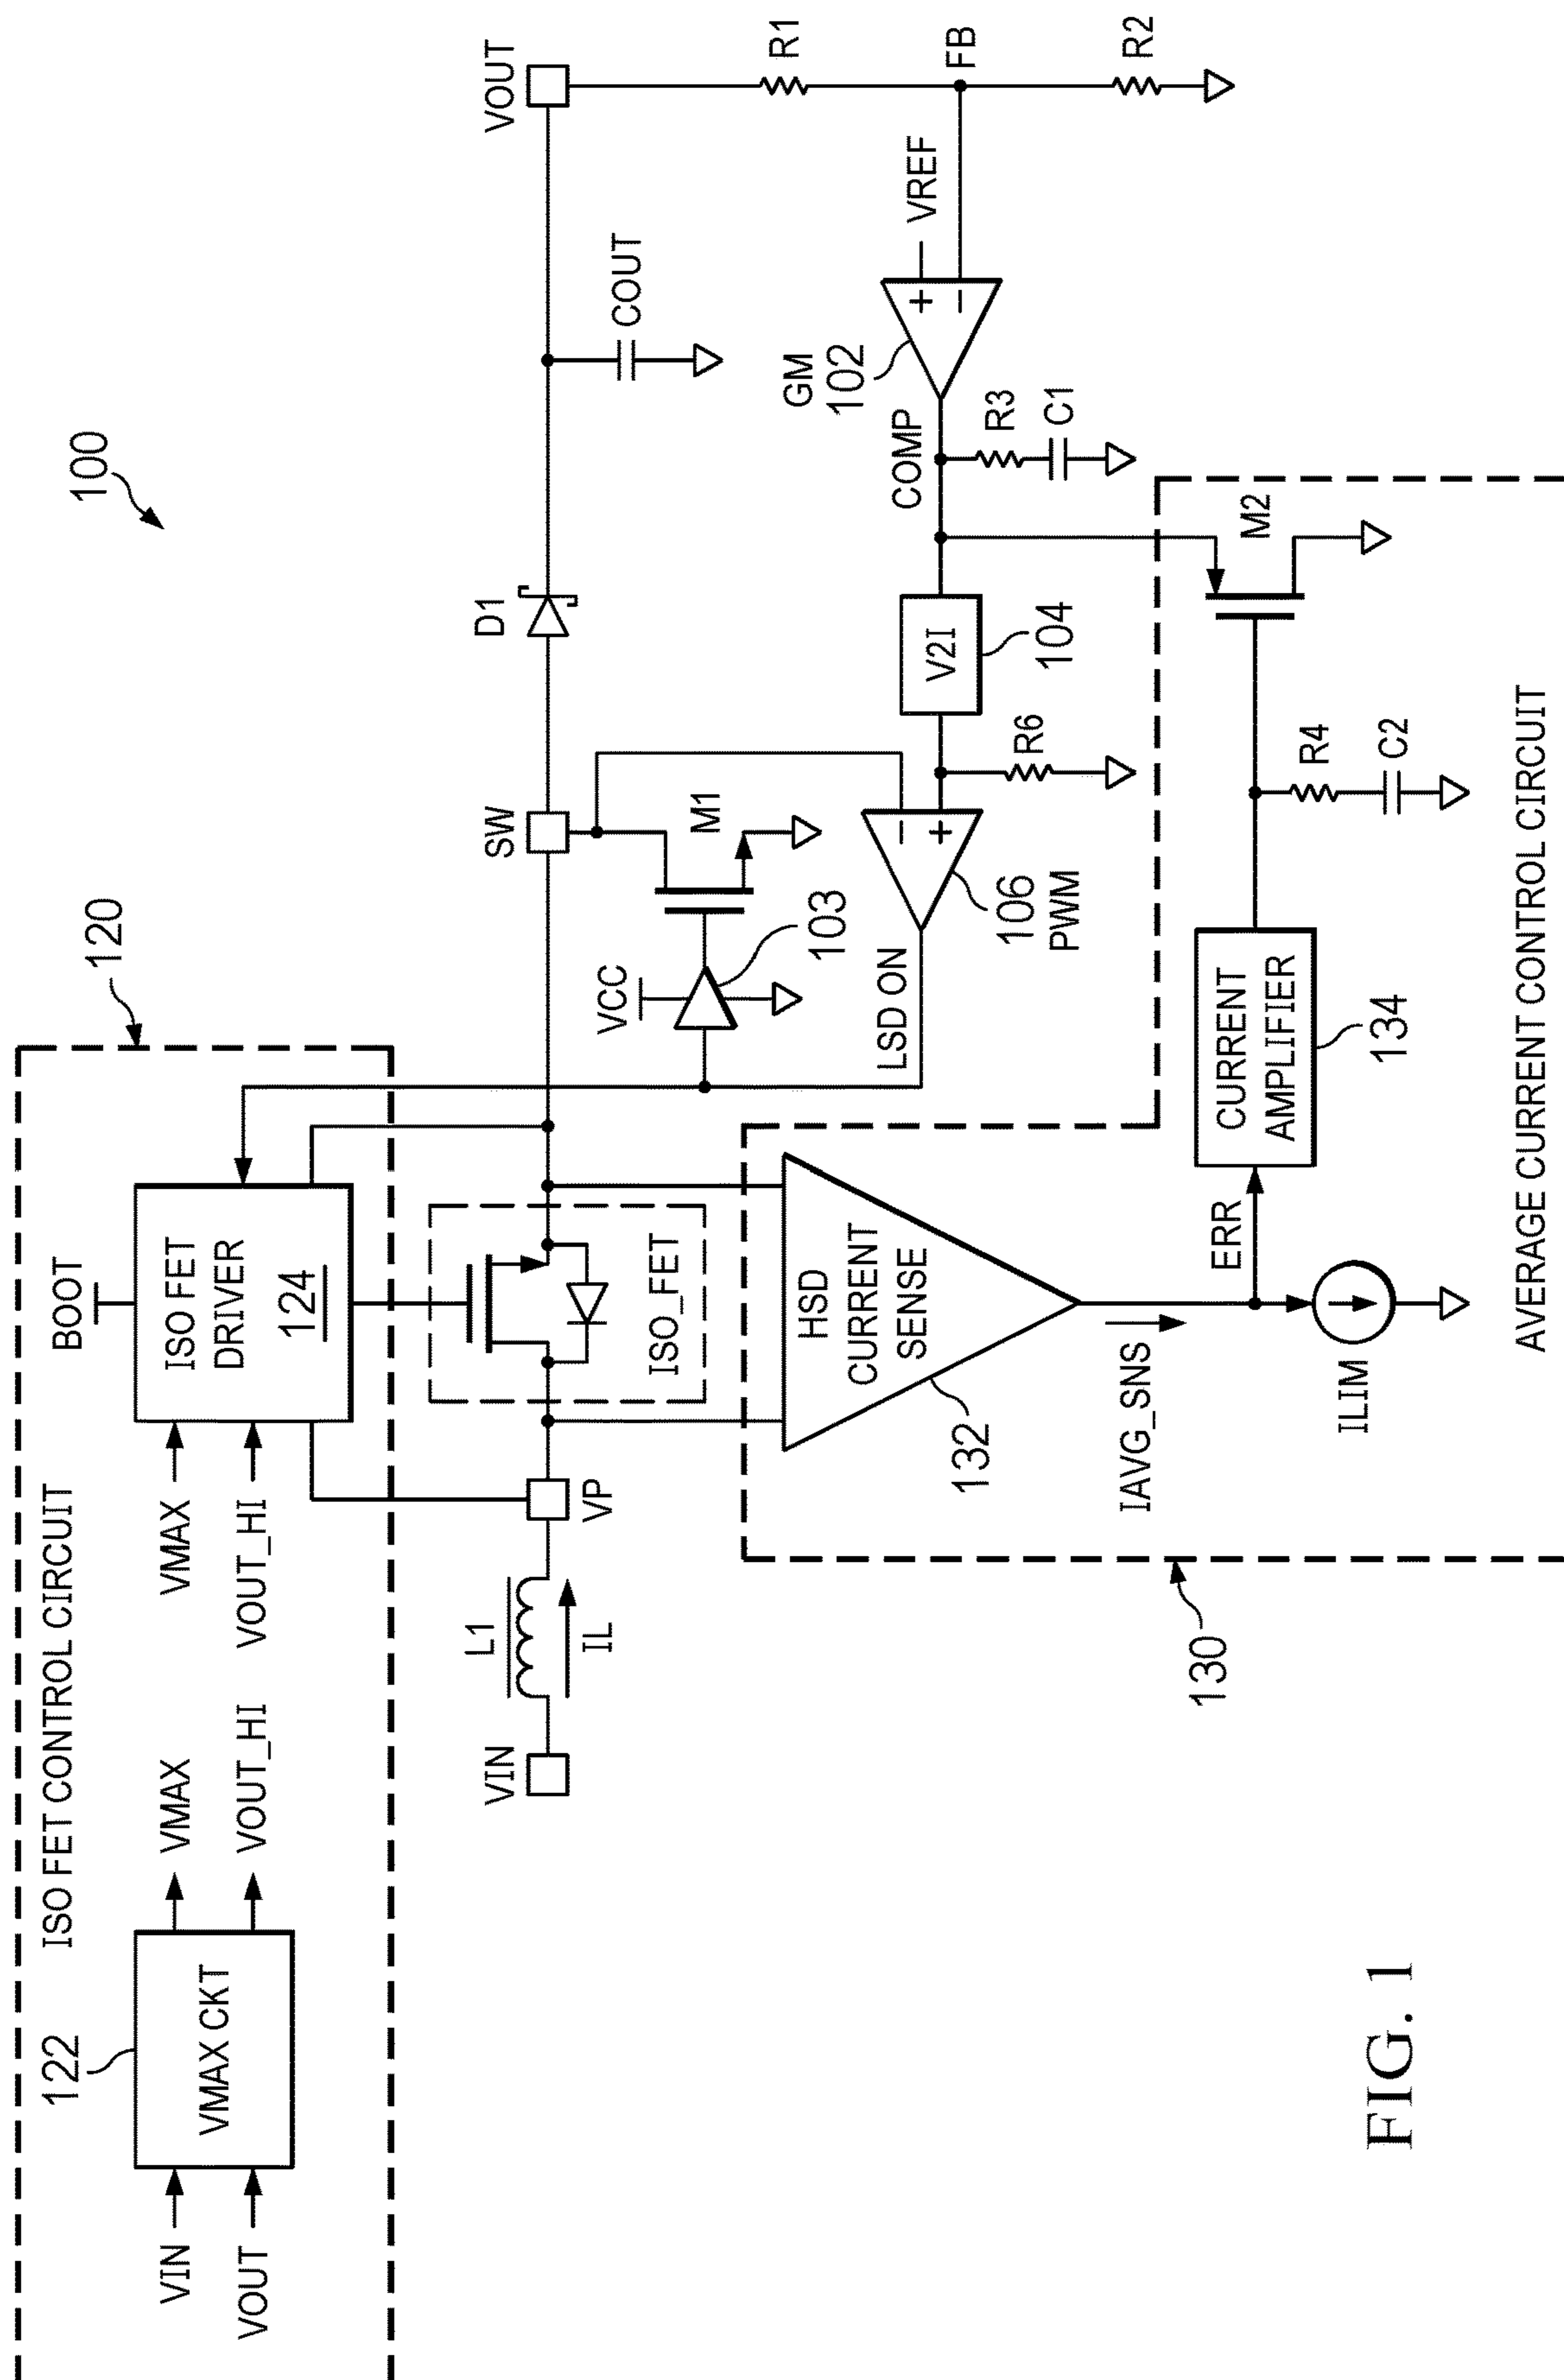 100
120
ISO FET CONTROL CIRCUIT
122
VIN
VOUT
VMAX CKT
VMAX
VOUT_HI
VMAX
VOUT_HI
BOOT
ISO FET
DRIVER
124
VIN
L1
IL
VP
ISO_FET
SW
D1
VOUT
COUT
VCC
103
M1
R1
FB
R2
VREF
+
−
GM
102
COMP
R3
C1
V2I
104
R6
−
+
106
PWM
LSD ON
130
HSD
CURRENT
SENSE
132
IAVG_SNS
ERR
ILIM
CURRENT
AMPLIFIER
134
R4
C2
M2
AVERAGE CURRENT CONTROL CIRCUIT
FIG. 1